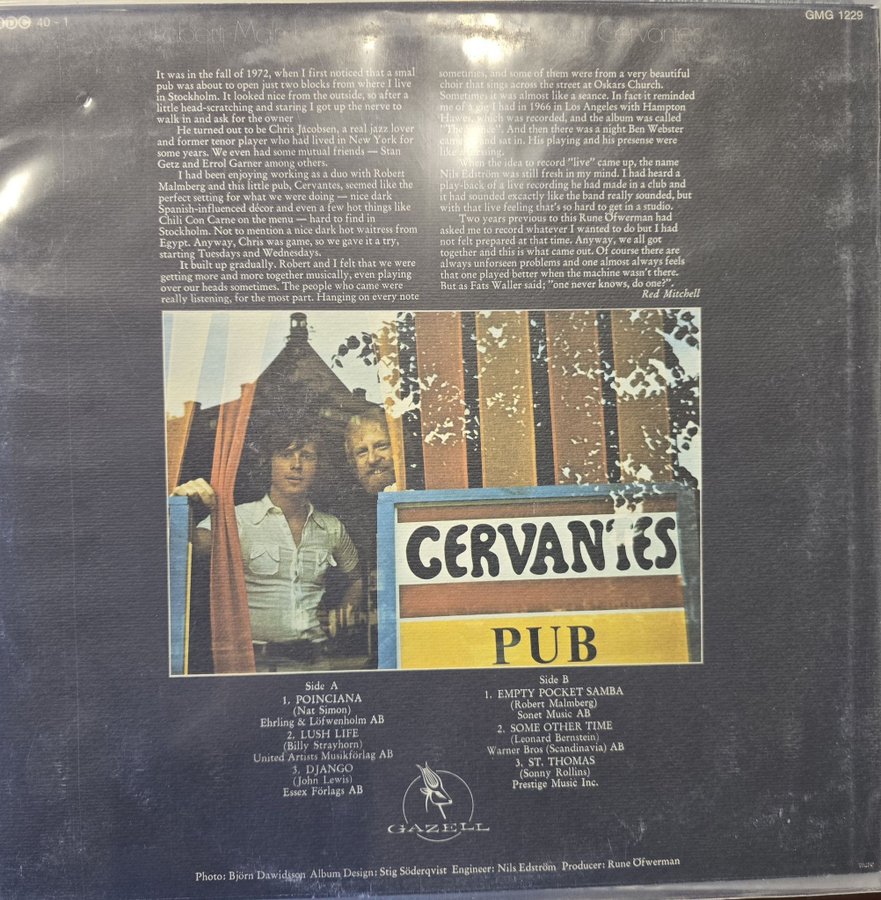 40 - 1
GMG 1229
Robert Cervantes
It was in the fall of 1972, when I first noticed that a smal
pub was about to open just two blocks from where I live
in Stockholm. It looked nice from the outside, so after a
little head-scratching and staring I got up the nerve to
walk in and ask for the owner
He turned out to be Chris Jacobsen, a real jazz lover
and former tenor player who had lived in New York for
some years. We even had some mutual friends — Stan
Getz and Errol Garner among others.
I had been enjoying working as a duo with Robert
Malmberg and this little pub, Cervantes, seemed like the
perfect setting for what we were doing — nice dark
Spanish-influenced décor and even a few hot things like
Chili Con Carne on the menu — hard to find in
Stockholm. Not to mention a nice dark hot waitress from
Egypt. Anyway, Chris was game, so we gave it a try,
starting Tuesdays and Wednesdays.
It built up gradually. Robert and I felt that we were
getting more and more together musically, even playing
over our heads sometimes. The people who came were
really listening, for the most part. Hanging on every note
sometimes, and some of them were from a very beautiful
choir that sings across the street at Oskars Church.
Sometimes it was almost like a seance. In fact it reminded
me of a gig I had in 1966 in Los Angeles with Hampton
Hawes, which was recorded, and the album was called
"The And then there was a night Ben Webster
and sat in. His playing and his presense were
like
When the idea to record "live" came up, the name
Nils Edström was still fresh in my mind. I had heard a
play-back of a live recording he had made in a club and
it had sounded excactly like the band really sounded, but
with that live feeling that's so hard to get in a studio.
Two years previous to this Rune Öfwerman had
asked me to record whatever I wanted to do but I had
not felt prepared at that time. Anyway, we all got
together and this is what came out. Of course there are
always unforseen problems and one almost always feels
that one played better when the machine wasn't there.
But as Fats Waller said; "one never knows, do one?".
Red Mitchell
CERVANTES
PUB
Side A
1. POINCIANA
(Nat Simon)
Ehrling & Löfwenholm AB
2. LUSH LIFE
(Billy Strayhorn)
United Artists Musikförlag AB
3. DJANGO
(John Lewis)
Essex Förlags AB
Side B
1. EMPTY POCKET SAMBA
(Robert Malmberg)
Sonet Music AB
2. SOME OTHER TIME
(Leonard Bernstein)
Warner Bros (Scandinavia) AB
3. ST. THOMAS
(Sonny Rollins)
Prestige Music Inc.
GAZELL
Photo: Björn Dawidsson Album Design: Stig Söderqvist Engineer: Nils Edström Producer: Rune Öfwerman